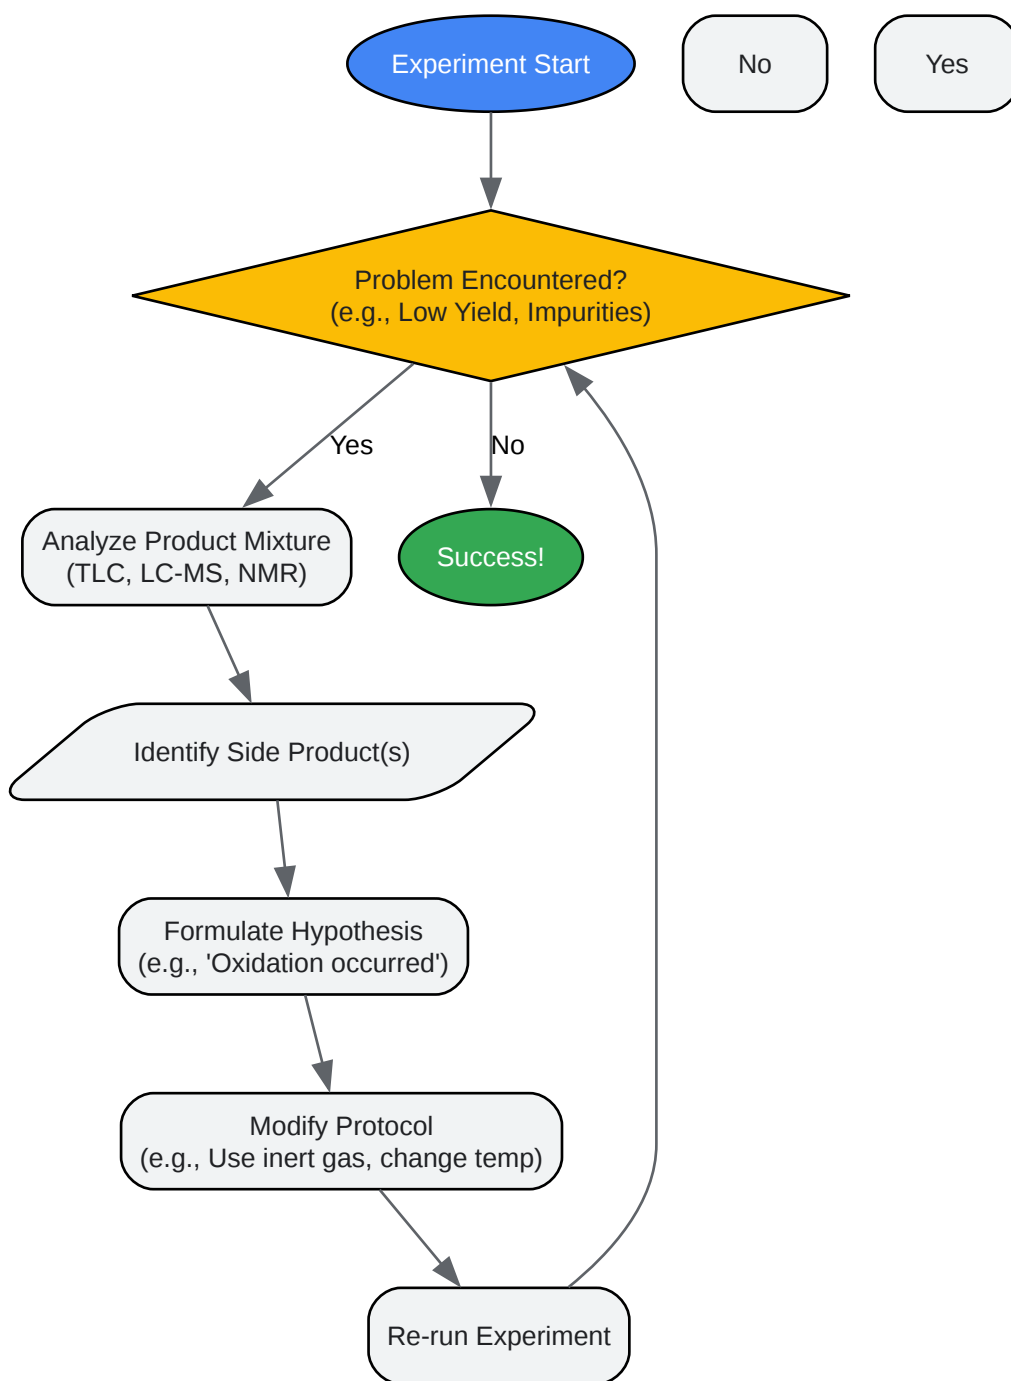 Experiment Start
No
Yes
Problem Encountered?
(e.g., Low Yield, Impurities)
Yes
No
Analyze Product Mixture
(TLC, LC-MS, NMR)
Success!
Identify Side Product(s)
Formulate Hypothesis
(e.g., 'Oxidation occurred')
Modify Protocol
(e.g., Use inert gas, change temp)
Re-run Experiment